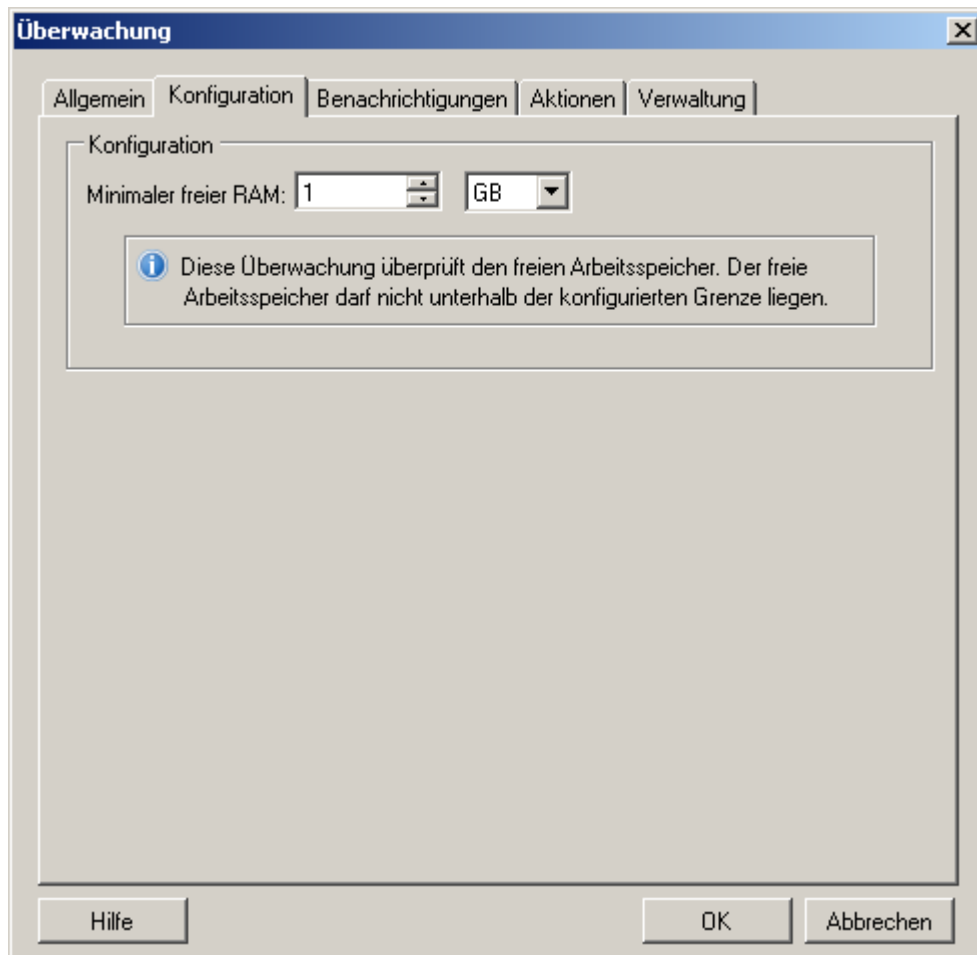 Überwachung
Allgemein Konfiguration Benachrichtigungen Aktionen Verwaltung
Konfiguration
Minimaler freier RAM: 1 GB
Diese Überwachung überprüft den freien Arbeitsspeicher. Der freie
Arbeitsspeicher darf nicht unterhalb der konfigurierten Grenze liegen.
Hilfe OK Abbrechen